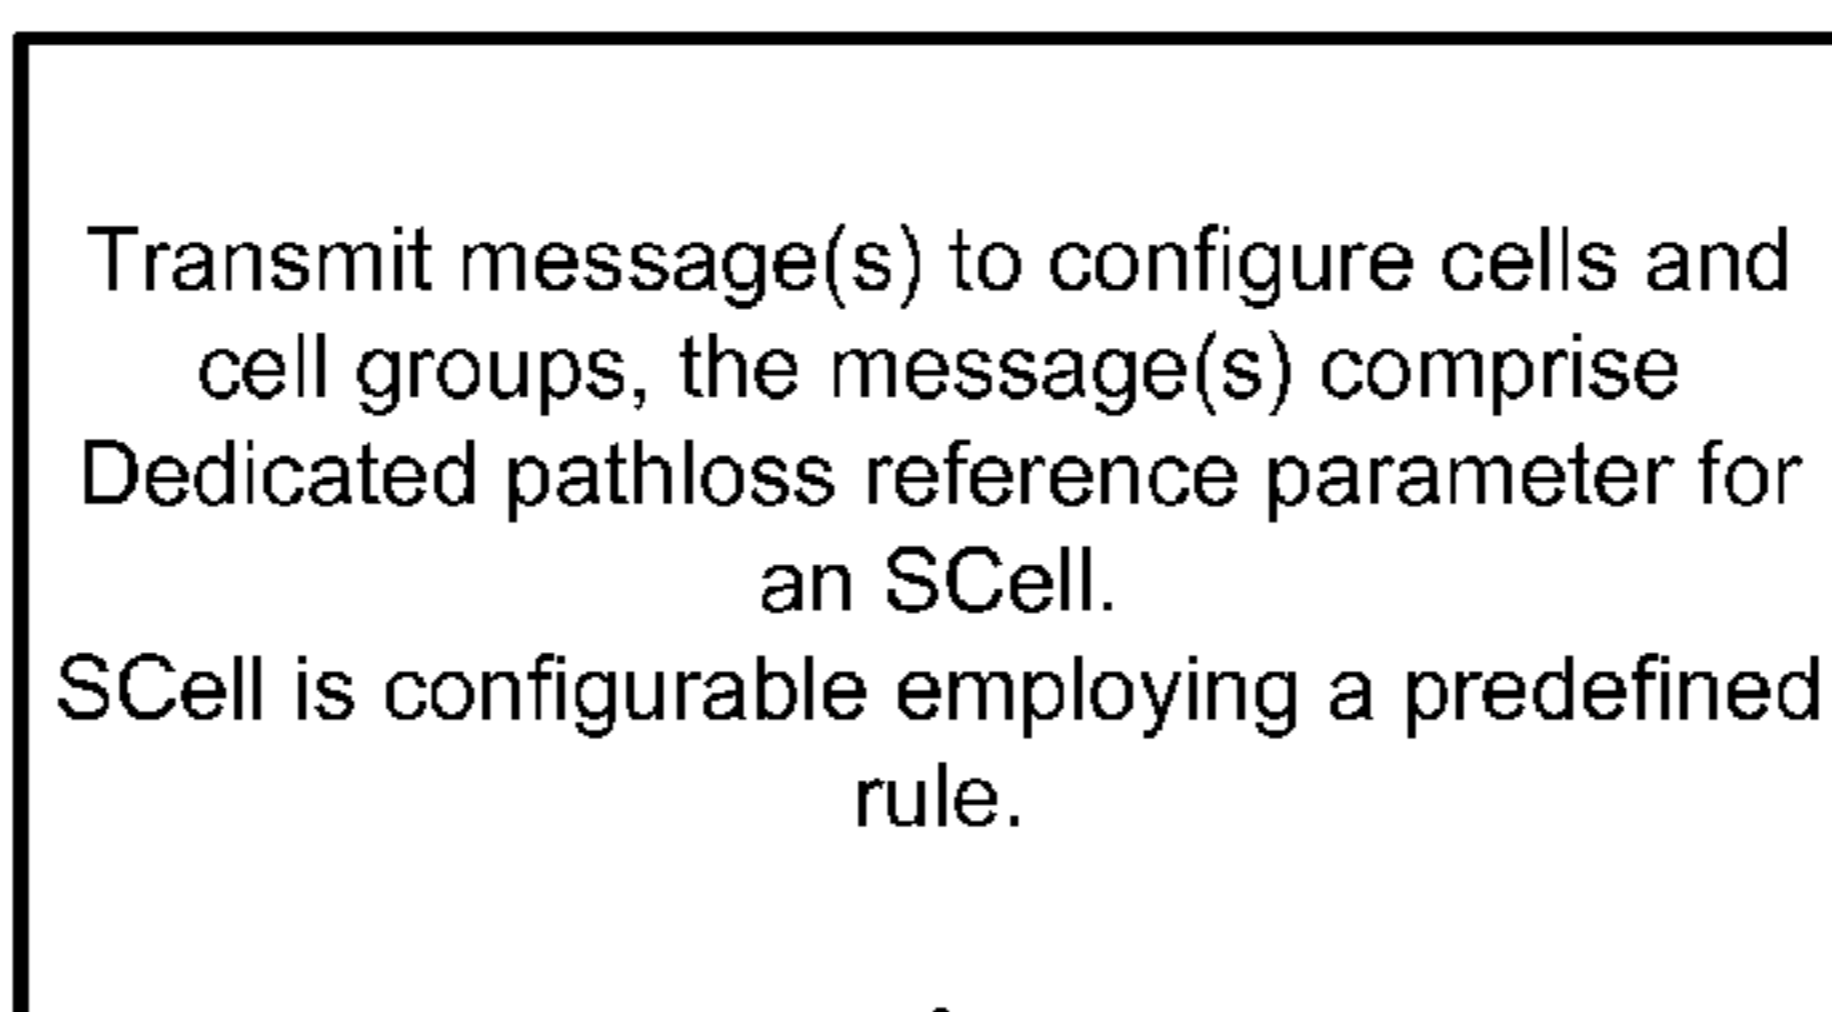 Transmit message(s) to configure cells and
cell groups, the message(s) comprise
Dedicated pathloss reference parameter for
an SCell.
SCell is configurable employing a predefined
rule.